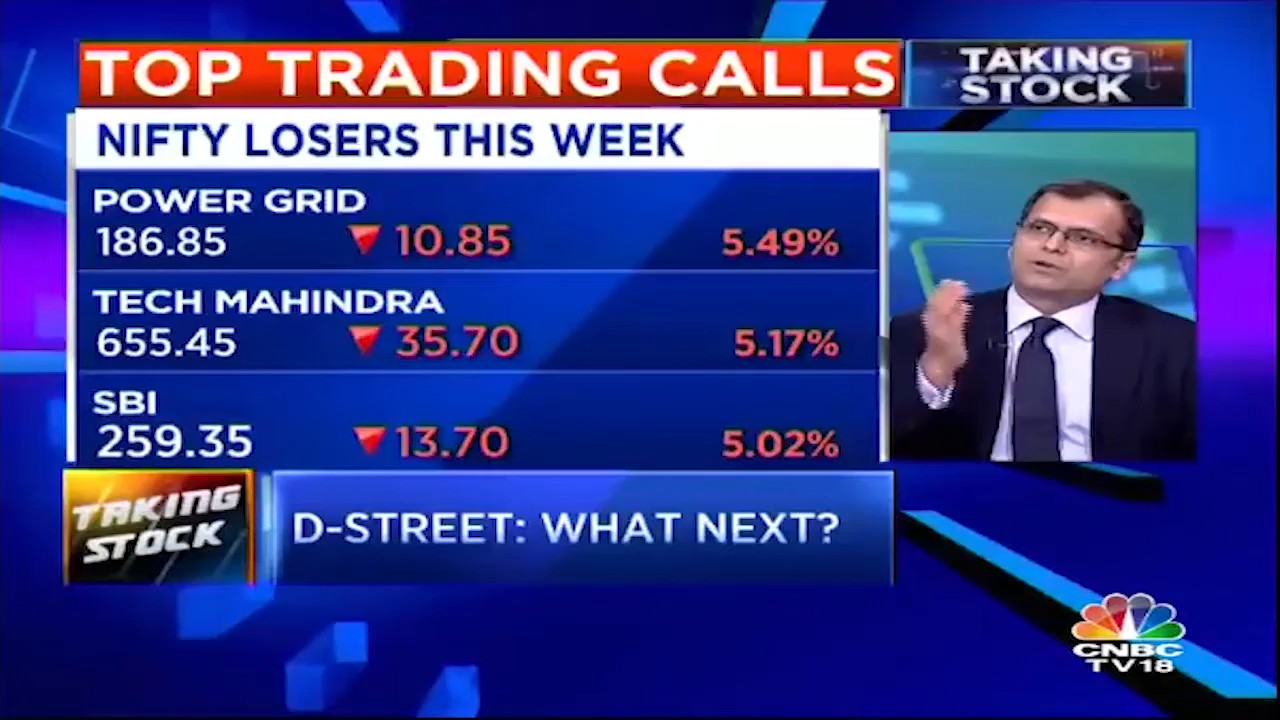 TOP TRADING CALLS
TAKING
STOCK
NIFTY LOSERS THIS WEEK
POWER GRID
186.85 10.85 5.49%
TECH MAHINDRA
655.45 35.70 5.17%
SBI
259.35 13.70 5.02%
TAKING
STOCK
D-STREET: WHAT NEXT?
CNBC
TV18